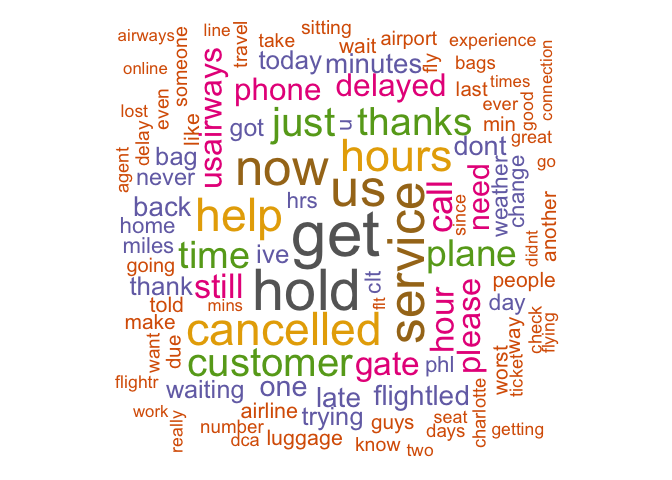 airways
line
travel
take
sitting
wait
airport
experience
online
someone
today
minutes
fly
bags
connection
even
usairways
phone
delayed
last
times
ever
good
lost
delay
like
got
just
u
thanks
dont
min
great
agent
bag
now
us
hours
call
need
weather
change
go
never
hrs
service
since
another
didnt
back
help
get
home
miles
time
ive
clt
plane
going
thank
still
hold
flt
hour
please
people
day
told
mins
make
cancelled
way
check
flying
want
due
customer
gate
phl
worst
ticket
flightr
waiting
one
late
flightled
charlotte
work
really
airline
trying
guys
seat
days
getting
number
dca
luggage
know
two